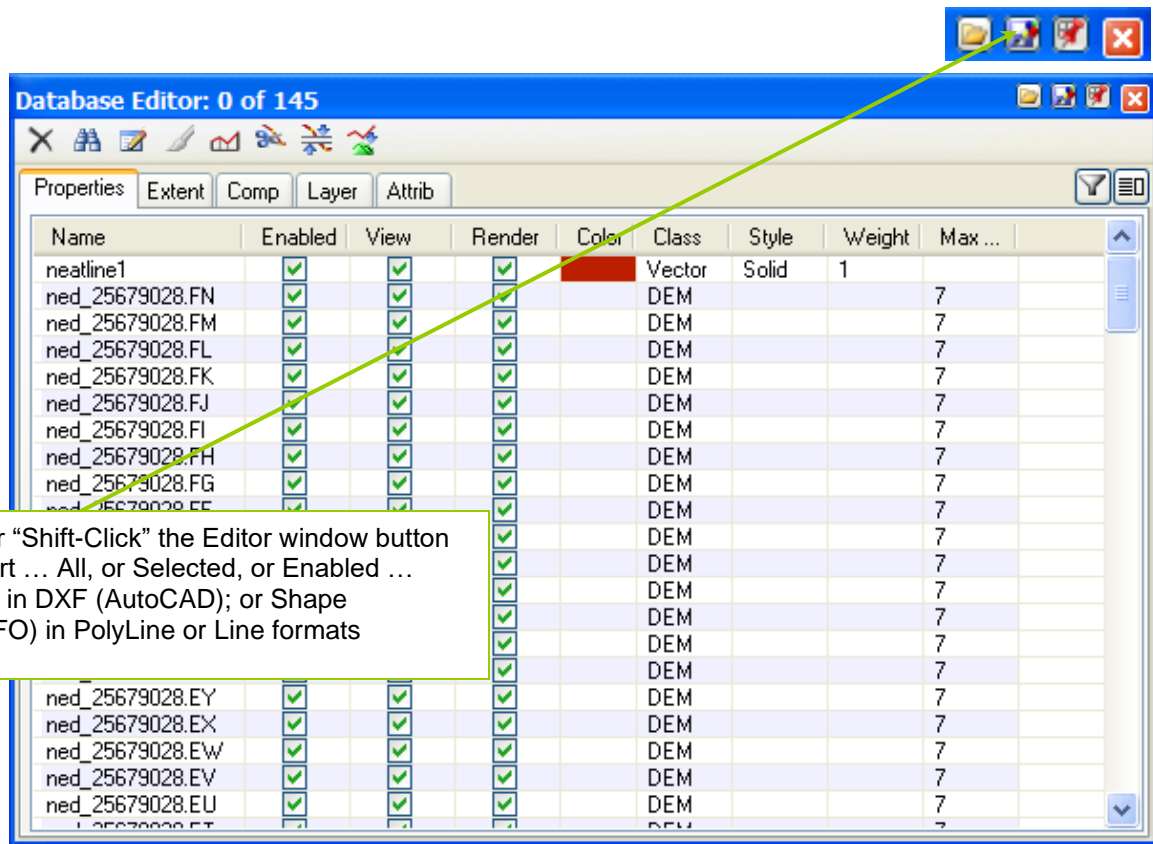 Database Editor: 0 of 145
Properties Extent Comp Layer Attrib
Name Enabled View Render Color Class Style Weight Max ...
neatline1 Vector Solid 1
ned_25679028.FN DEM 7
ned_25679028.FM DEM 7
ned_25679028.FL DEM 7
ned_25679028.FK DEM 7
ned_25679028.FJ DEM 7
ned_25679028.FI DEM 7
ned_25679028.FH DEM 7
ned_25679028.FG DEM 7
DEM 7
r “Shift-Click” the Editor window button
rt … All, or Selected, or Enabled …
in DXF (AutoCAD); or Shape
FO) in PolyLine or Line formats
DEM 7
DEM 7
DEM 7
DEM 7
DEM 7
DEM 7
ned_25679028.EY DEM 7
ned_25679028.EX DEM 7
ned_25679028.EW DEM 7
ned_25679028.EV DEM 7
ned_25679028.EU DEM 7